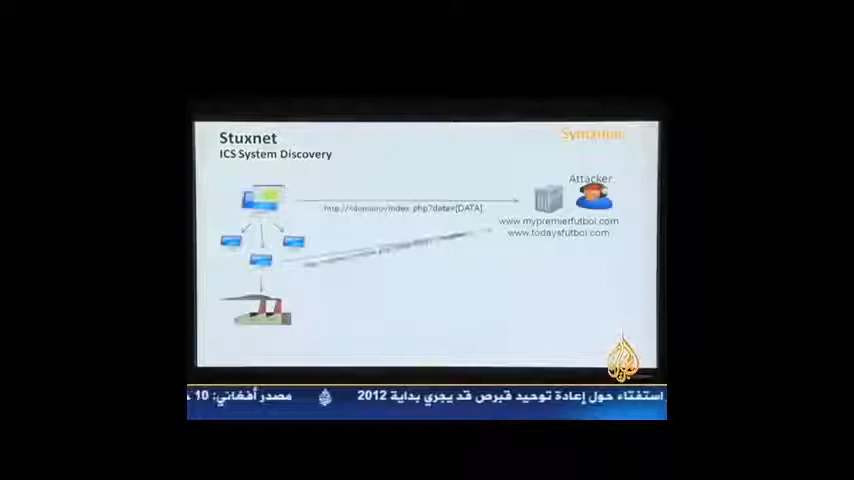 Stuxnet
ICS System Discovery
Symantec
Attacker
http://<domain>/index.php?data=[DATA]
www.mypremierfutbol.com
www.todaysfutbol.com
استفتاء حول إعادة توحيد قبرص قد يجري بداية 2012
مصدر أفغاني: 10